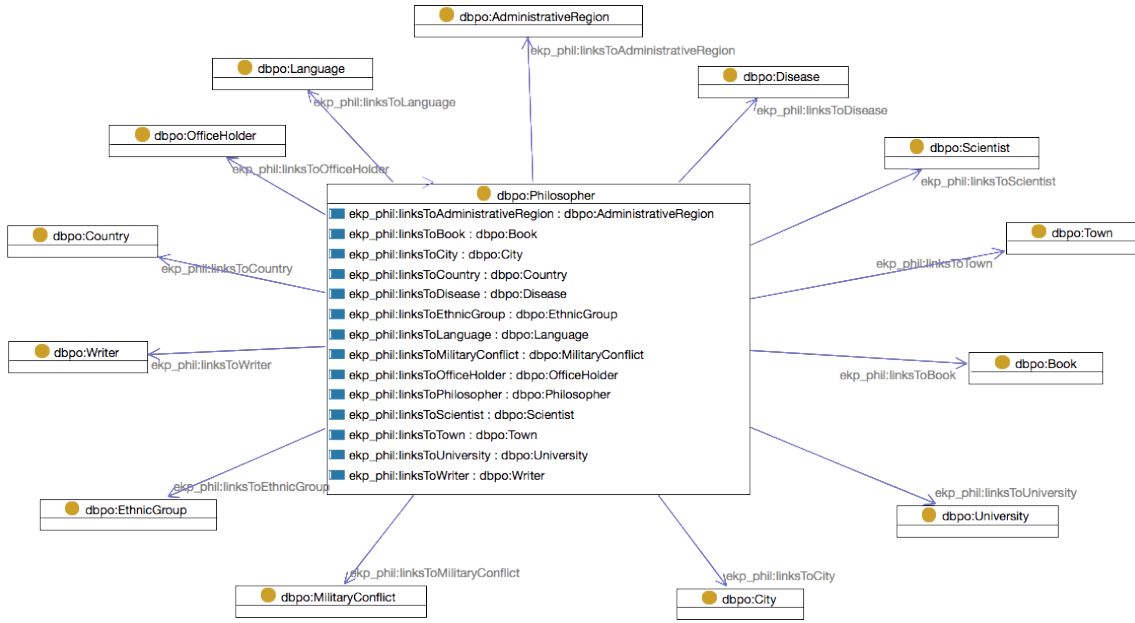 dbpo:AdministrativeRegion
ekp_phil:linksToAdministrativeRegion
dbpo:Language
ekp_phil:linksToLanguage
dbpo:Disease
ekp_phil:linksToDisease
dbpo:OfficeHolder
ekp_phil:linksToOfficeHolder
dbpo:Scientist
ekp_phil:linksToScientist
dbpo:Philosopher
ekp_phil:linksToAdministrativeRegion : dbpo:AdministrativeRegion
ekp_phil:linksToBook : dbpo:Book
ekp_phil:linksToCity : dbpo:City
ekp_phil:linksToCountry : dbpo:Country
ekp_phil:linksToDisease : dbpo:Disease
ekp_phil:linksToEthnicGroup : dbpo:EthnicGroup
ekp_phil:linksToLanguage : dbpo:Language
ekp_phil:linksToMilitaryConflict : dbpo:MilitaryConflict
ekp_phil:linksToOfficeHolder : dbpo:OfficeHolder
ekp_phil:linksToPhilosopher : dbpo:Philosopher
ekp_phil:linksToScientist : dbpo:Scientist
ekp_phil:linksToTown : dbpo:Town
ekp_phil:linksToUniversity : dbpo:University
ekp_phil:linksToWriter : dbpo:Writer
dbpo:Country
ekp_phil:linksToCountry
dbpo:Town
ekp_phil:linksToTown
dbpo:Writer
ekp_phil:linksToWriter
dbpo:Book
ekp_phil:linksToBook
ekp_phil:linksToEthnicGroup
dbpo:EthnicGroup
ekp_phil:linksToUniversity
dbpo:University
ekp_phil:linksToMilitaryConflict
dbpo:MilitaryConflict
ekp_phil:linksToCity
dbpo:City